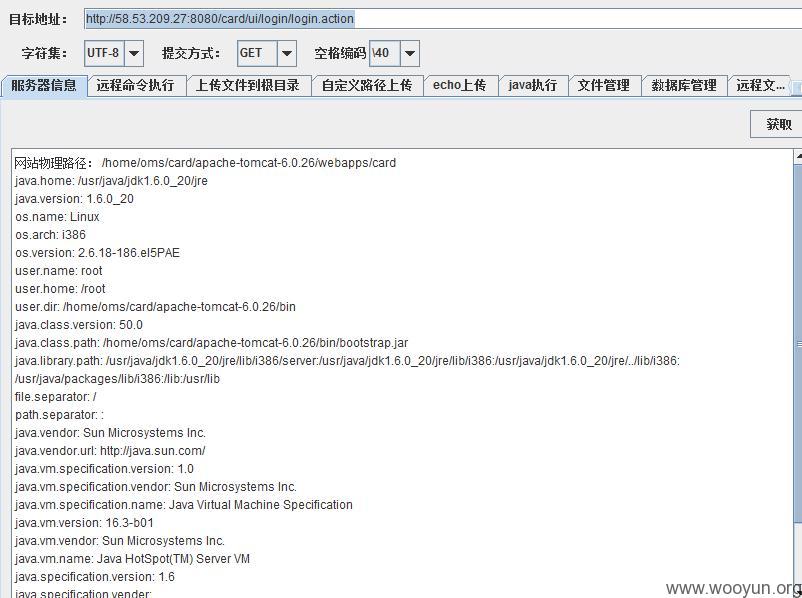 目标地址： http://58.53.209.27:8080/card/ui/login/login.action
字符集： UTF-8 提交方式： GET 空格编码 \40
服务器信息 远程命令执行 上传文件到根目录 自定义路径上传 echo上传 java执行 文件管理 数据库管理 远程文...
获取
网站物理路径： /home/oms/card/apache-tomcat-6.0.26/webapps/card
java.home: /usr/java/jdk1.6.0_20/jre
java.version: 1.6.0_20
os.name: Linux
os.arch: i386
os.version: 2.6.18-186.el5PAE
user.name: root
user.home: /root
user.dir: /home/oms/card/apache-tomcat-6.0.26/bin
java.class.version: 50.0
java.class.path: /home/oms/card/apache-tomcat-6.0.26/bin/bootstrap.jar
java.library.path: /usr/java/jdk1.6.0_20/jre/lib/i386/server:/usr/java/jdk1.6.0_20/jre/lib/i386:/usr/java/jdk1.6.0_20/jre/../lib/i386:
/usr/java/packages/lib/i386:/lib:/usr/lib
file.separator: /
path.separator: :
java.vendor: Sun Microsystems Inc.
java.vendor.url: http://java.sun.com/
java.vm.specification.version: 1.0
java.vm.specification.vendor: Sun Microsystems Inc.
java.vm.specification.name: Java Virtual Machine Specification
java.vm.version: 16.3-b01
java.vm.vendor: Sun Microsystems Inc.
java.vm.name: Java HotSpot(TM) Server VM
java.specification.version: 1.6
java.specification.vender:
www.wooyun.org